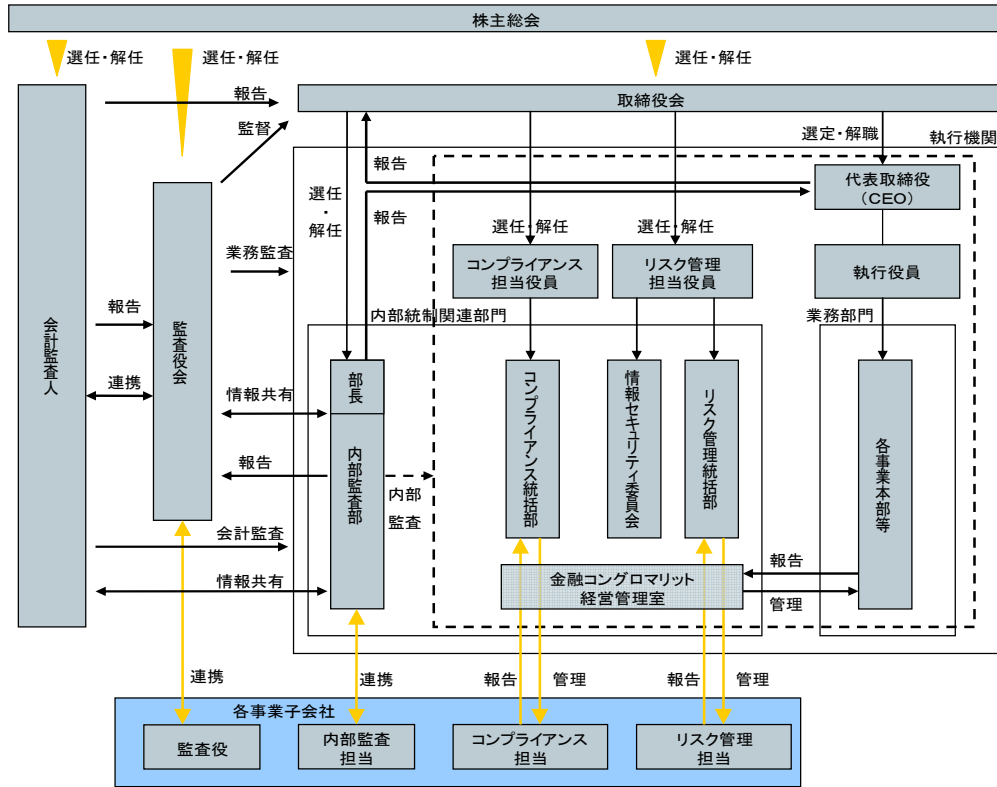 株主総会
選任・解任
選任・解任
選任・解任
報告
取締役会
監督
選定・解職
執行機関
報告
代表取締役
（CEO）
選任
・
解任
報告
選任・解任
選任・解任
業務監査
コンプライアンス
担当役員
リスク管理
担当役員
執行役員
報告
内部統制関連部門
業務部門
会計監査人
監査役会
部長
コンプライアンス統括部
情報セキュリティ委員会
リスク管理統括部
各事業本部等
連携
情報共有
内部監査部
報告
内部
監査
会計監査
報告
金融コングロマリット
経営管理室
情報共有
管理
連携
連携
報告
管理
報告
管理
各事業子会社
監査役
内部監査
担当
コンプライアンス
担当
リスク管理
担当